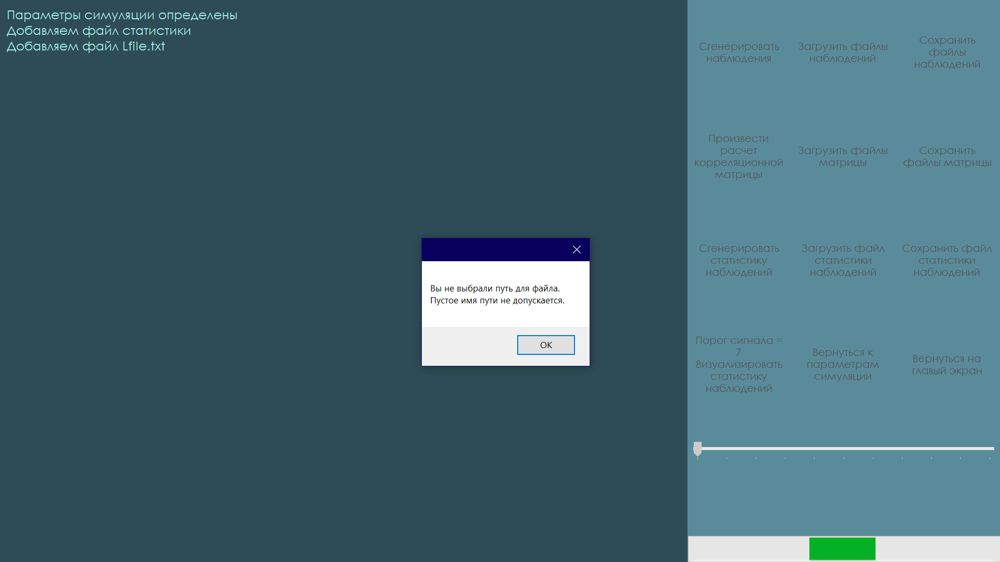 Параметры симуляции определены
Добавляем файл статистики
Добавляем файл Lfile.txt
Сгенерировать
наблюдения
Загрузить файлы
наблюдений
Сохранить
файлы
наблюдений
Произвести
расчет
корреляционной
матрицы
Загрузить файлы
матрицы
Сохранить
файлы матрицы
Вы не выбрали путь для файла.
Пустое имя пути не допускается.
OK
Сгенерировать
статистику
наблюдений
Загрузить файл
статистики
наблюдений
Сохранить файл
статистики
наблюдений
Порог сигнала =
7
Визуализировать
статистику
наблюдений
Вернуться к
параметрам
симуляции
Вернуться на
главый экран